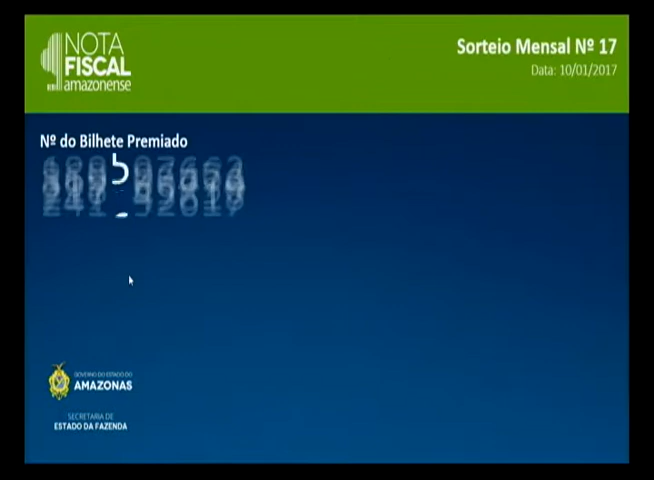 NOTA
FISCAL
amazonense
Sorteio Mensal Nº 17
Data: 10/01/2017
Nº do Bilhete Premiado
GOVERNO DO ESTADO DO
AMAZONAS
SECRETARIA DE
ESTADO DA FAZENDA